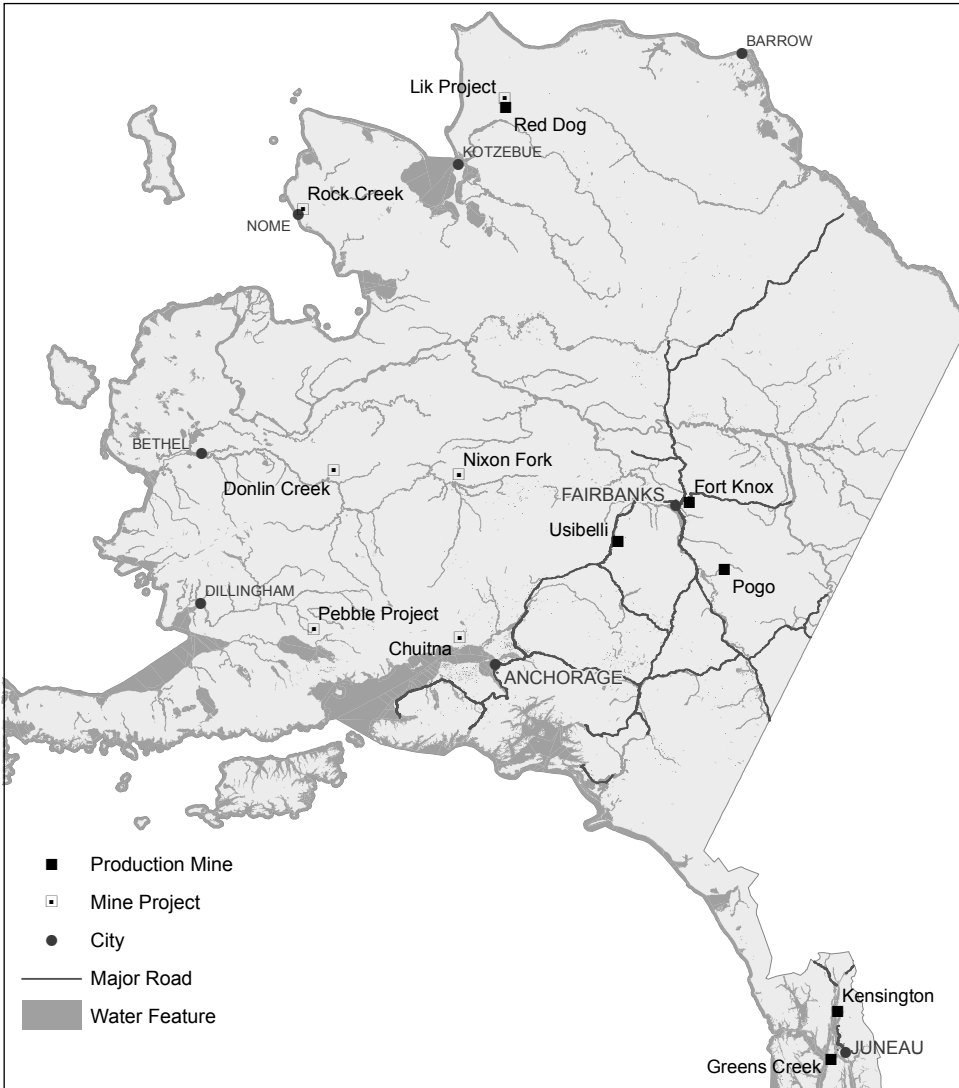 BARROW
Lik Project
Red Dog
KOTZEBUE
Rock Creek
NOME
BETHEL
Nixon Fork
Donlin Creek
FAIRBANKS
Fort Knox
Usibelli
Pogo
DILLINGHAM
Pebble Project
Chuitna
ANCHORAGE
Production Mine
Mine Project
City
Major Road
Water Feature
Kensington
JUNEAU
Greens Creek